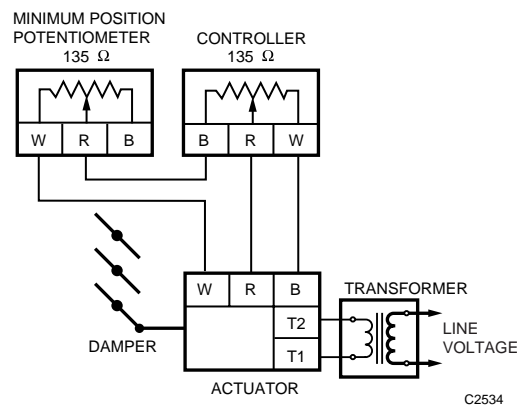 MINIMUM POSITION
POTENTIOMETER
135 Ω
CONTROLLER
135 Ω
W R B
B R W
W R B
T2
T1
DAMPER
ACTUATOR
TRANSFORMER
LINE
VOLTAGE
C2534